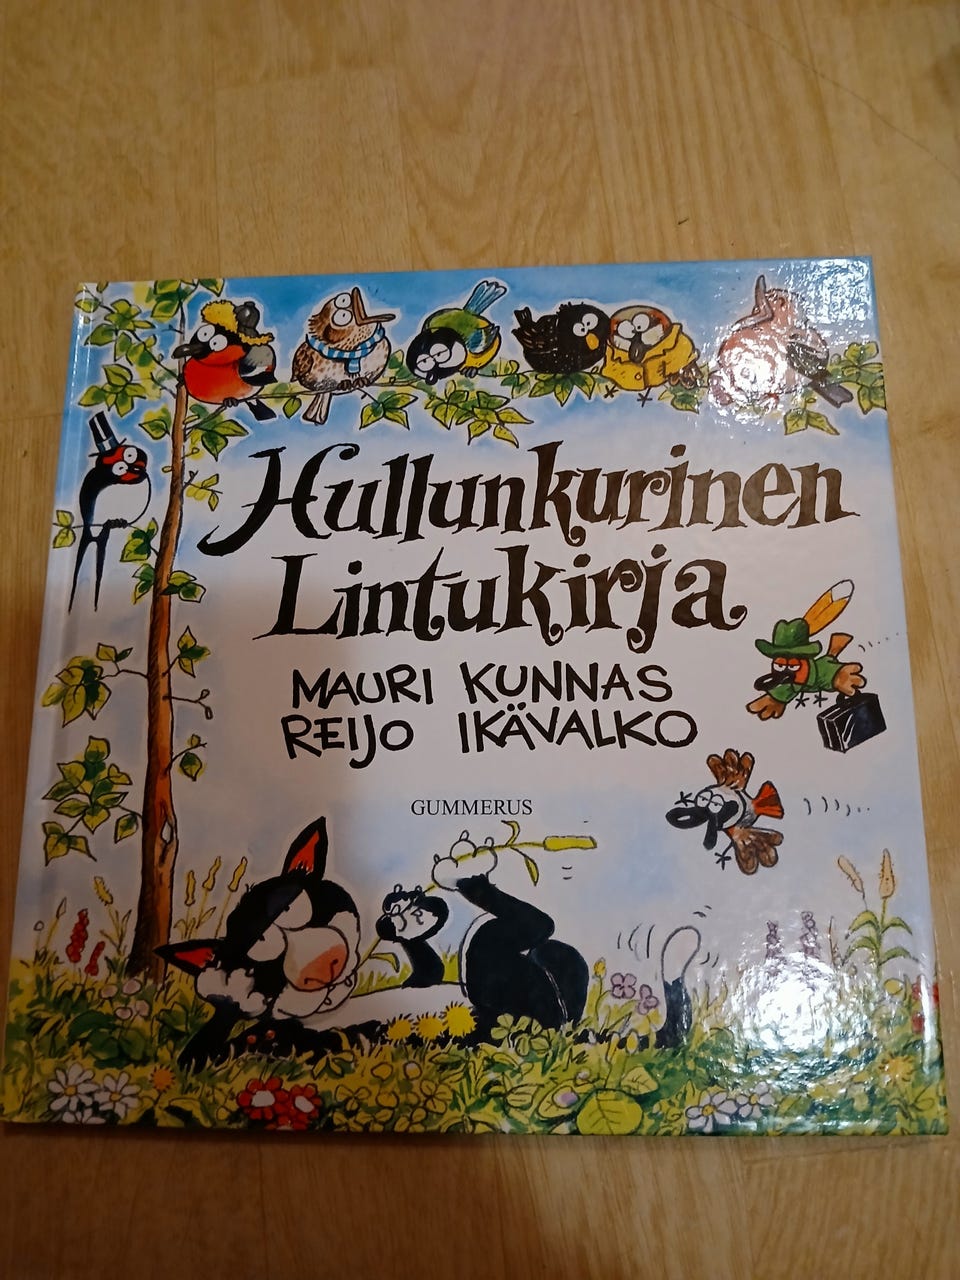 Hullunkurinen
Lintukirja
MAURI KUNNAS
REIJO IKÄVALKO
GUMMERUS